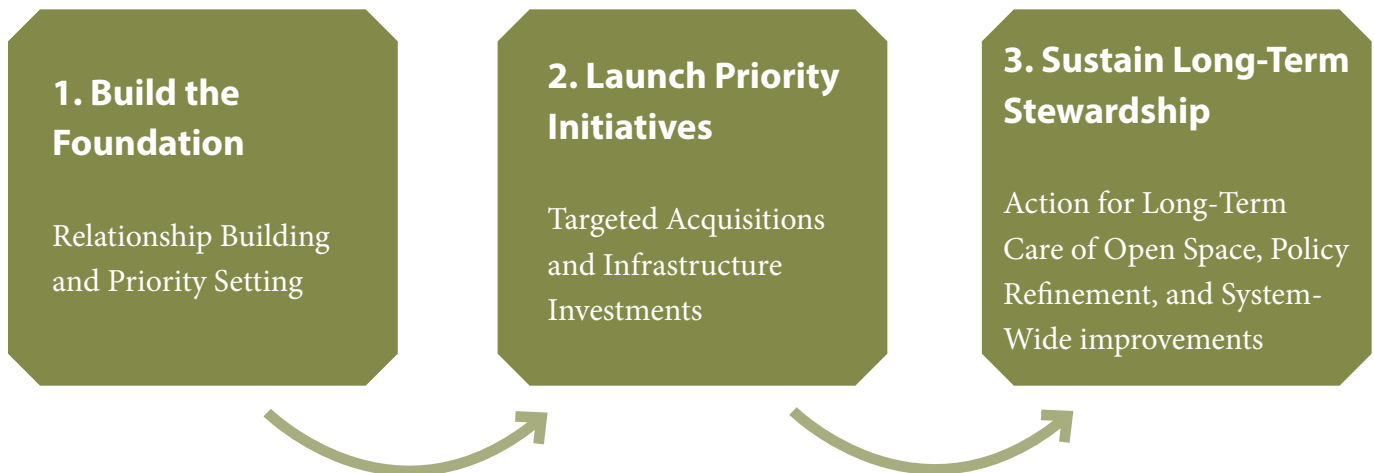 1. Build the
Foundation
Relationship Building
and Priority Setting
2. Launch Priority
Initiatives
Targeted Acquisitions
and Infrastructure
Investments
3. Sustain Long-Term
Stewardship
Action for Long-Term
Care of Open Space, Policy
Refinement, and System-
Wide improvements